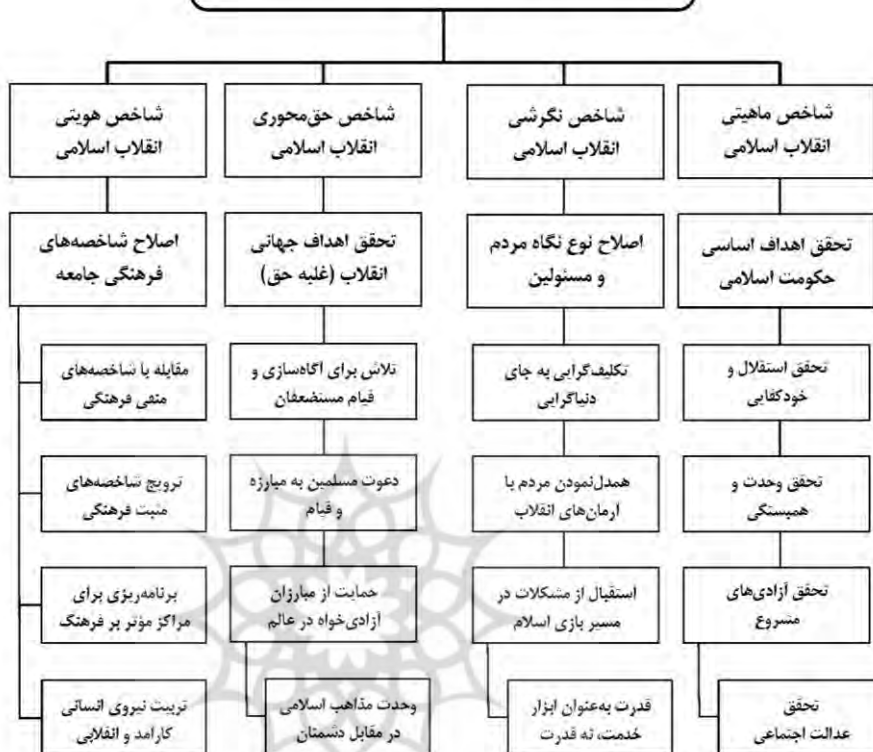 شاخص ماهیتی
انقلاب اسلامی
شاخص نگرشی
انقلاب اسلامی
شاخص حق‌محوری
انقلاب اسلامی
شاخص هویتی
انقلاب اسلامی
تحقق اهداف اساسی
حکومت اسلامی
اصلاح نوع نگاه مردم
و مسئولین
تحقق اهداف جهانی
انقلاب (غلبه حق)
اصلاح شاخصه‌های
فرهنگی جامعه
تحقق استقلال و
خودکفایی
تکلیف‌گرایی به جای
دنیاگرایی
تلاش برای آگاه‌سازی و
قیام مستضعفان
مقابله با شاخصه‌های
منفی فرهنگی
تحقق وحدت و
همبستگی
همدل‌نمودن مردم با
آرمان‌های انقلاب
دعوت مسلمین به مبارزه
و قیام
ترویج شاخصه‌های
مثبت فرهنگی
تحقق آزادی‌های
مشروع
استقبال از مشکلات در
مسیر بازی اسلام
حمایت از مبارزان
آزادی‌خواه در عالم
برنامه‌ریزی برای
مراکز مؤثر بر فرهنگ
تحقق
عدالت اجتماعی
قدرت به‌عنوان ابزار
خدمت، نه قدرت
وحدت مذاهب اسلامی
در مقابل دشمنان
تربیت نیروی انسانی
کارآمد و انقلابی